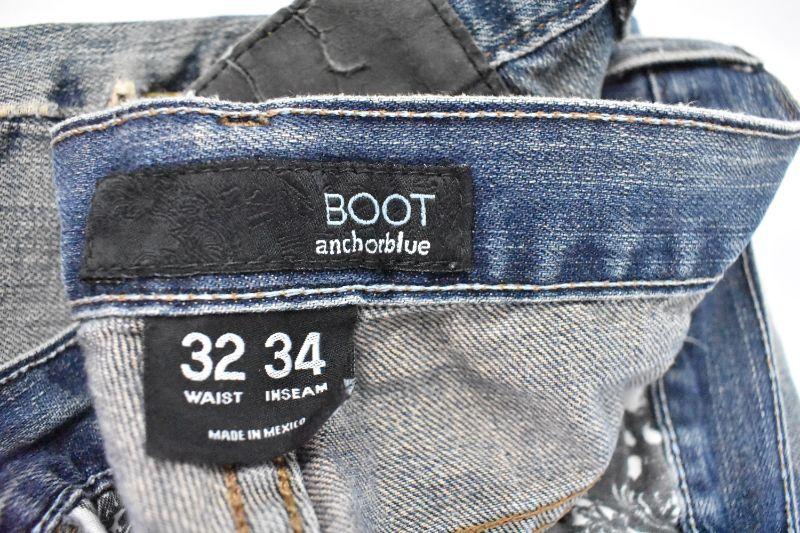 BOOT
anchorblue
32 34
WAIST INSEAM
MADE IN MEXICO